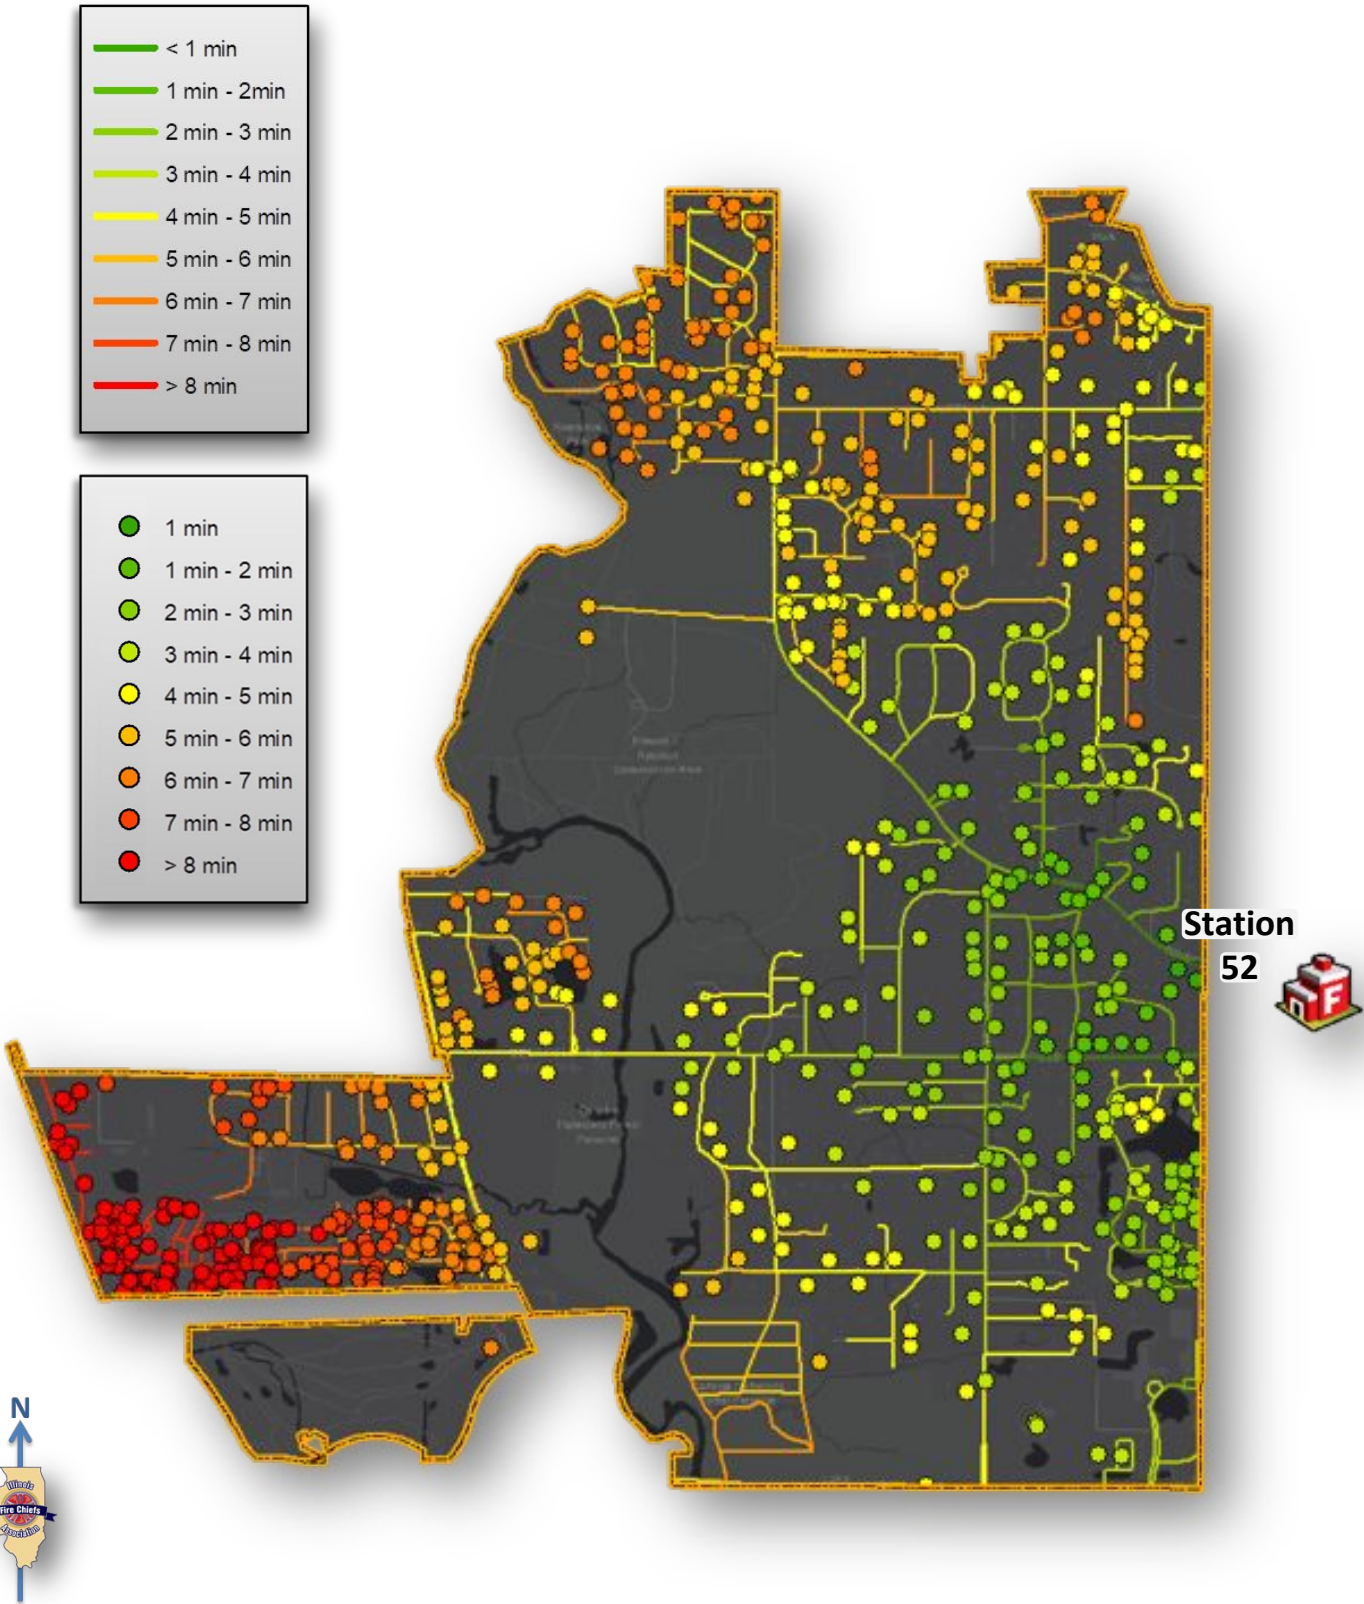 < 1 min
1 min - 2min
2 min - 3 min
3 min - 4 min
4 min - 5 min
5 min - 6 min
6 min - 7 min
7 min - 8 min
> 8 min
1 min
1 min - 2 min
2 min - 3 min
3 min - 4 min
4 min - 5 min
5 min - 6 min
6 min - 7 min
7 min - 8 min
> 8 min
Station
52
F
N
Illinois
Fire Chiefs
Association